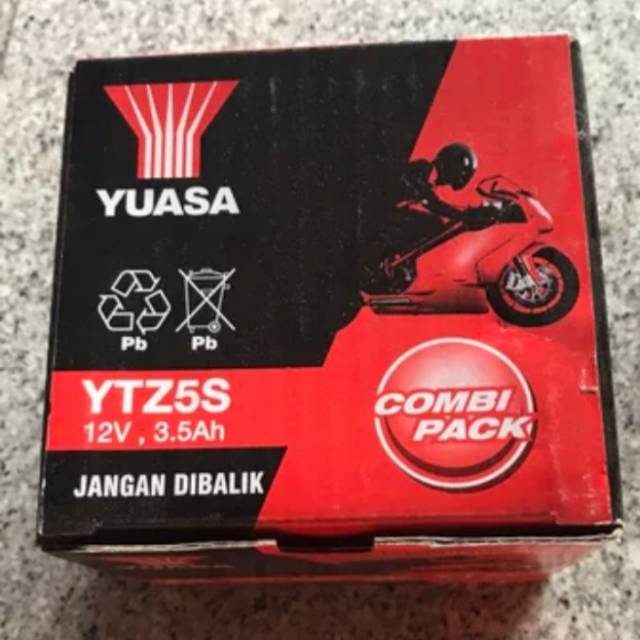 YUASA
Pb Pb
YTZ5S
12V , 3.5Ah
COMBI
PACK
JANGAN DIBALIK